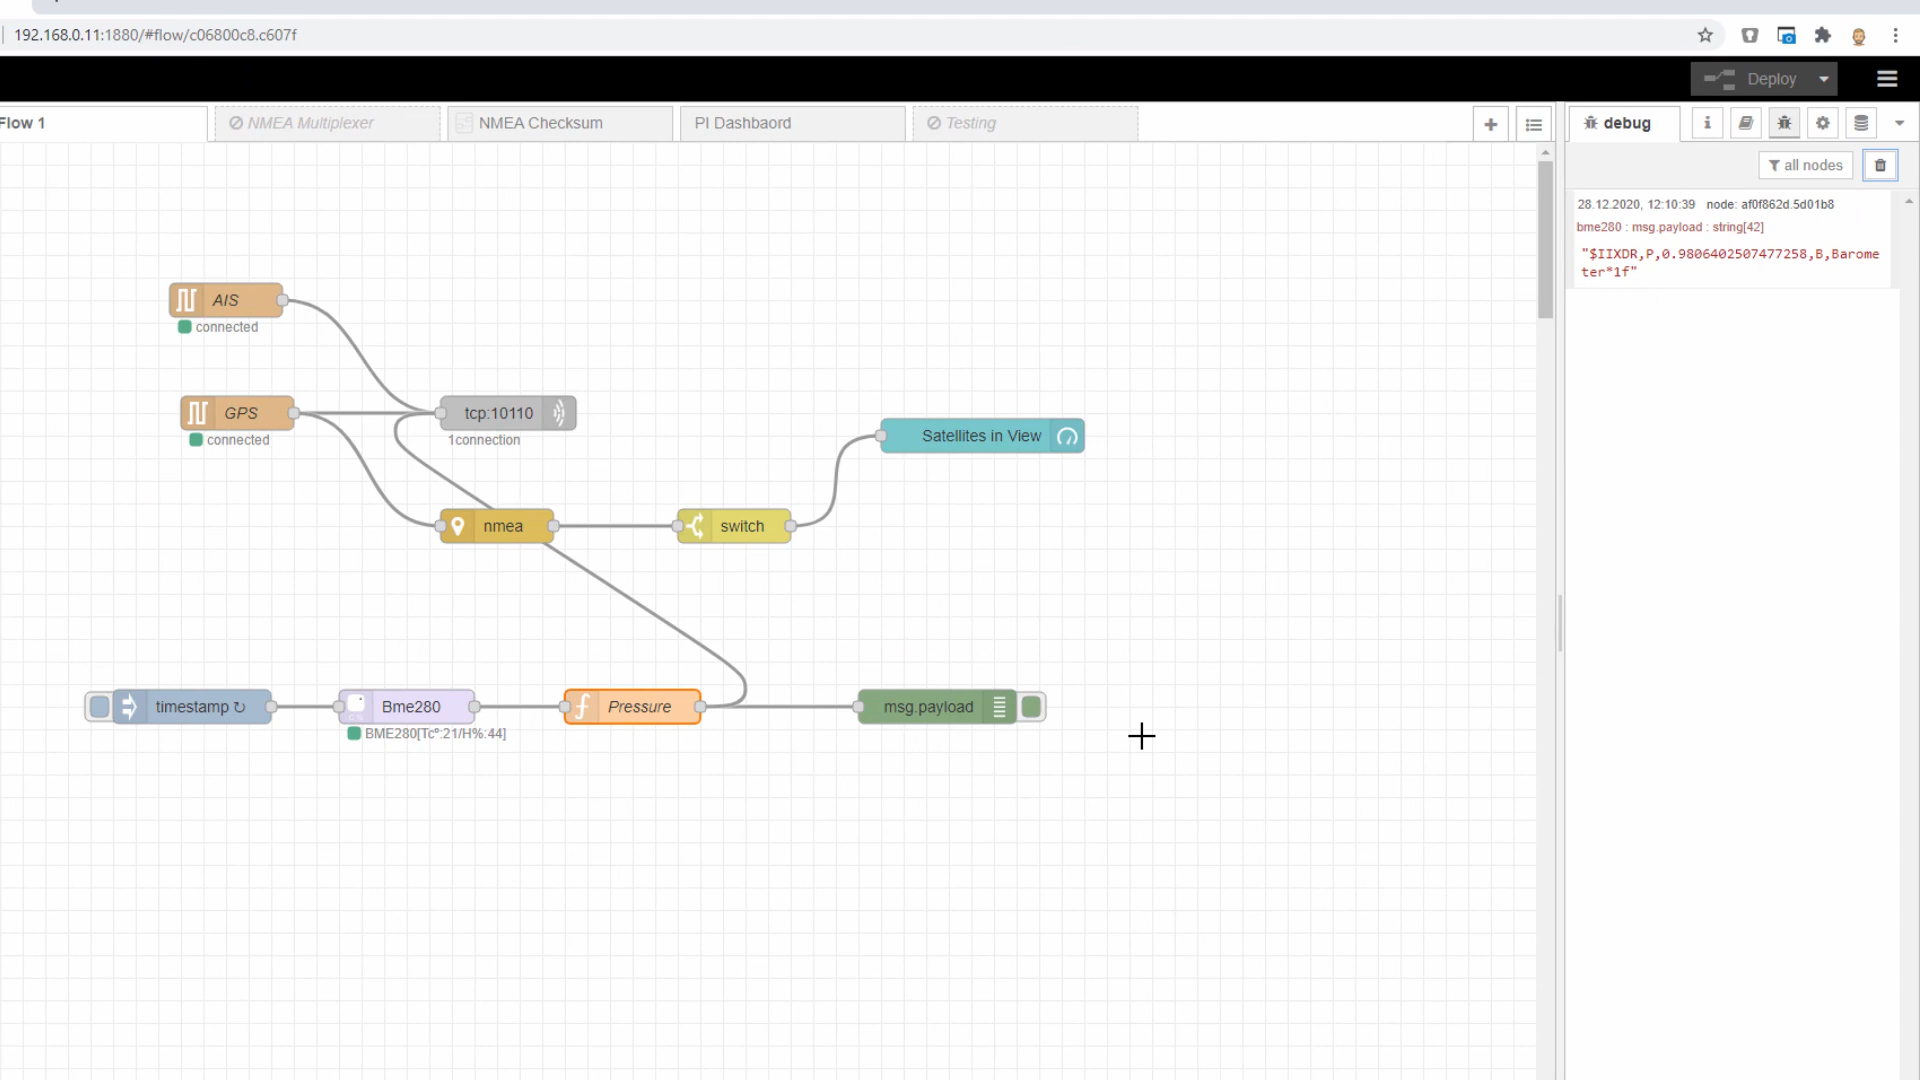 192.168.0.11:1880/#flow/c06800c8.c607f
Deploy
Flow 1
NMEA Multiplexer
NMEA Checksum
PI Dashbaord
Testing
debug
all nodes
28.12.2020, 12:10:39 node: af0f862d.5d01b8
bme280 : msg.payload : string[42]
"$IIXDR,P,0.9806402507477258,B,Barome
ter*1f"
AIS
connected
GPS
connected
tcp:10110
1connection
Satellites in View
nmea
switch
timestamp ↻
Bme280
BME280[Tc°:21/H%:44]
Pressure
msg.payload